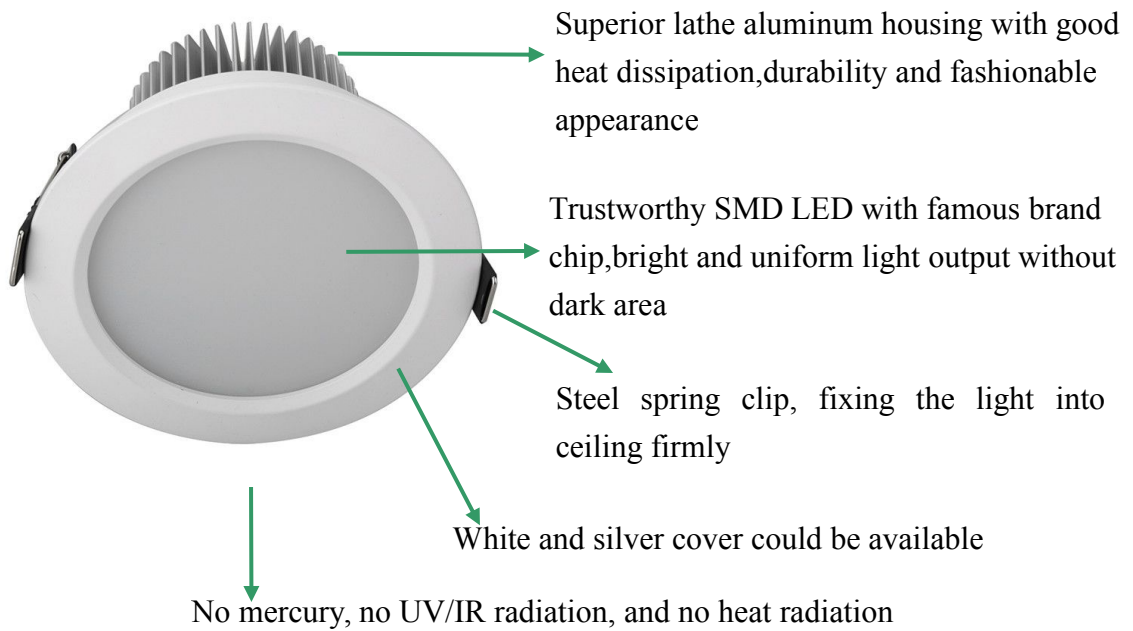 Superior lathe aluminum housing with good
heat dissipation,durability and fashionable
appearance
Trustworthy SMD LED with famous brand
chip,bright and uniform light output without
dark area
Steel spring clip, fixing the light into
ceiling firmly
White and silver cover could be available
No mercury, no UV/IR radiation, and no heat radiation